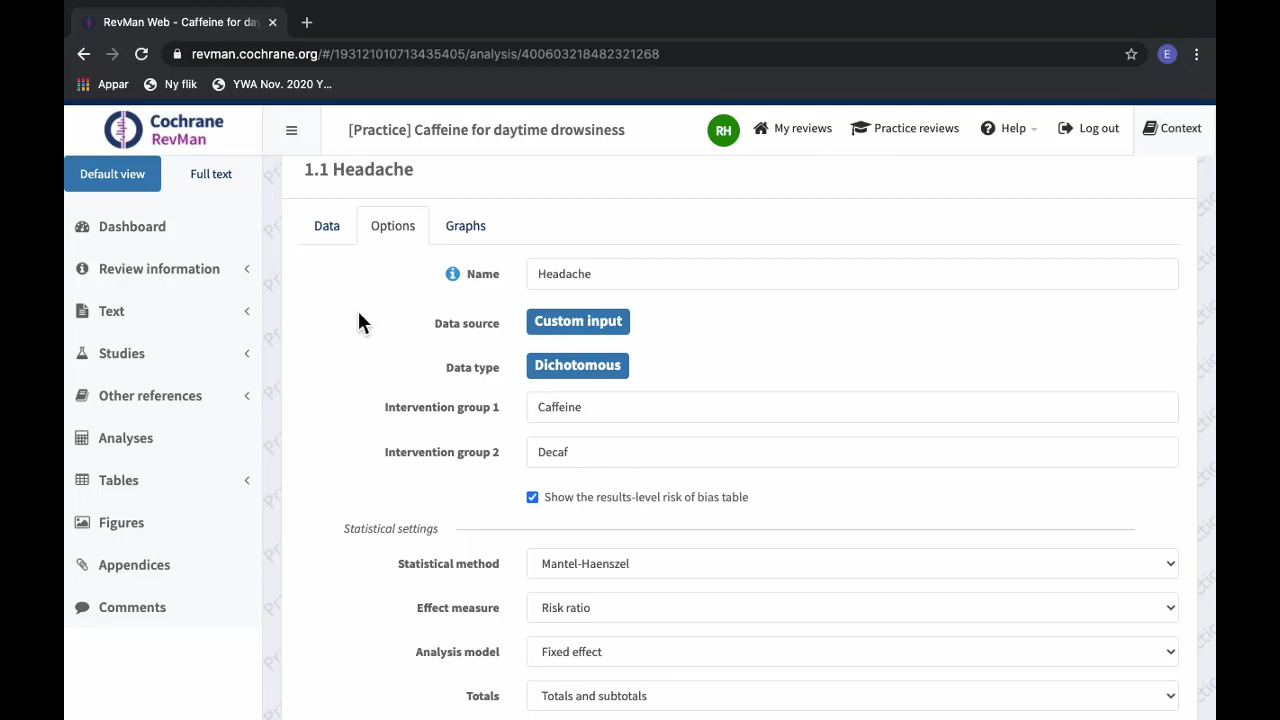 RevMan Web - Caffeine for da
revman.cochrane.org/#/193121010713435405/analysis/400603218482321268
E
Appar
Ny flik
YWA Nov. 2020 Y...
Cochrane
RevMan
[Practice] Caffeine for daytime drowsiness
RH
My reviews
Practice reviews
Help
Log out
Context
Default view
Full text
1.1 Headache
Dashboard
Review information
Text
Studies
Other references
Analyses
Tables
Figures
Appendices
Comments
Data
Options
Graphs
Name
Headache
Data source
Custom input
Data type
Dichotomous
Intervention group 1
Caffeine
Intervention group 2
Decaf
Show the results-level risk of bias table
Statistical settings
Statistical method
Mantel-Haenszel
Effect measure
Risk ratio
Analysis model
Fixed effect
Totals
Totals and subtotals